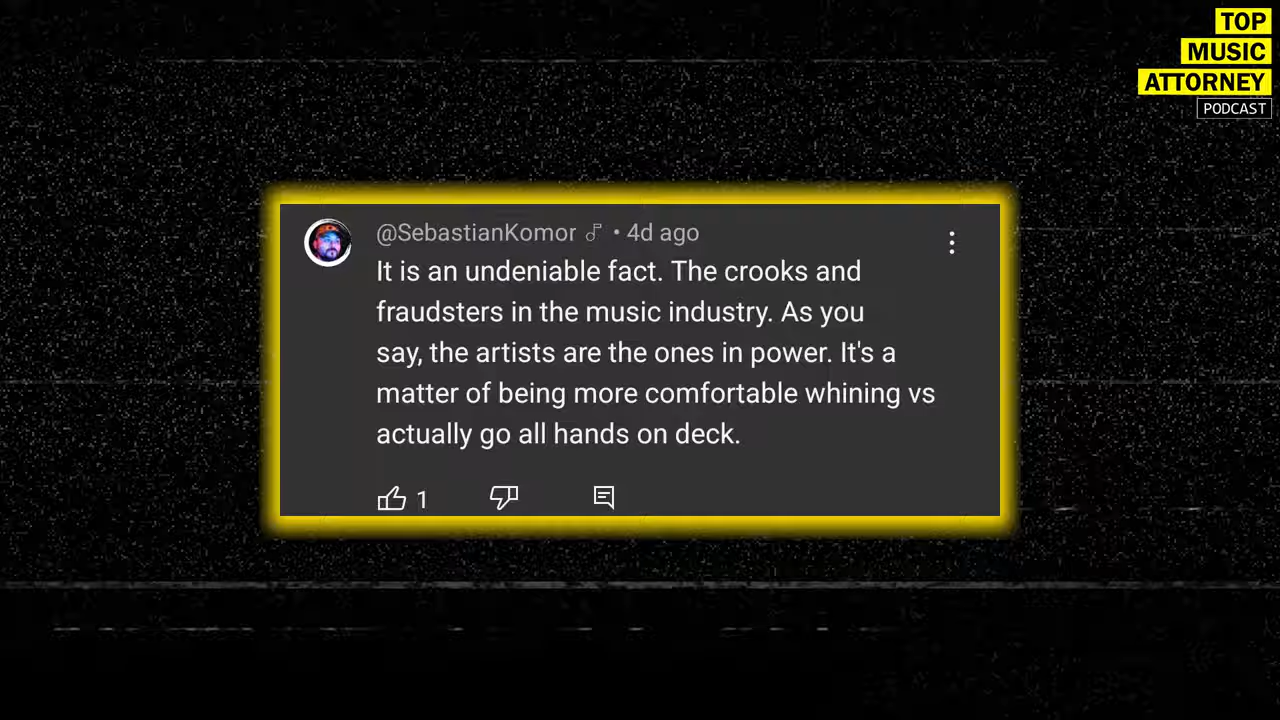 TOP
MUSIC
ATTORNEY
PODCAST
@SebastianKomor • 4d ago
It is an undeniable fact. The crooks and
fraudsters in the music industry. As you
say, the artists are the ones in power. It's a
matter of being more comfortable whining vs
actually go all hands on deck.
1